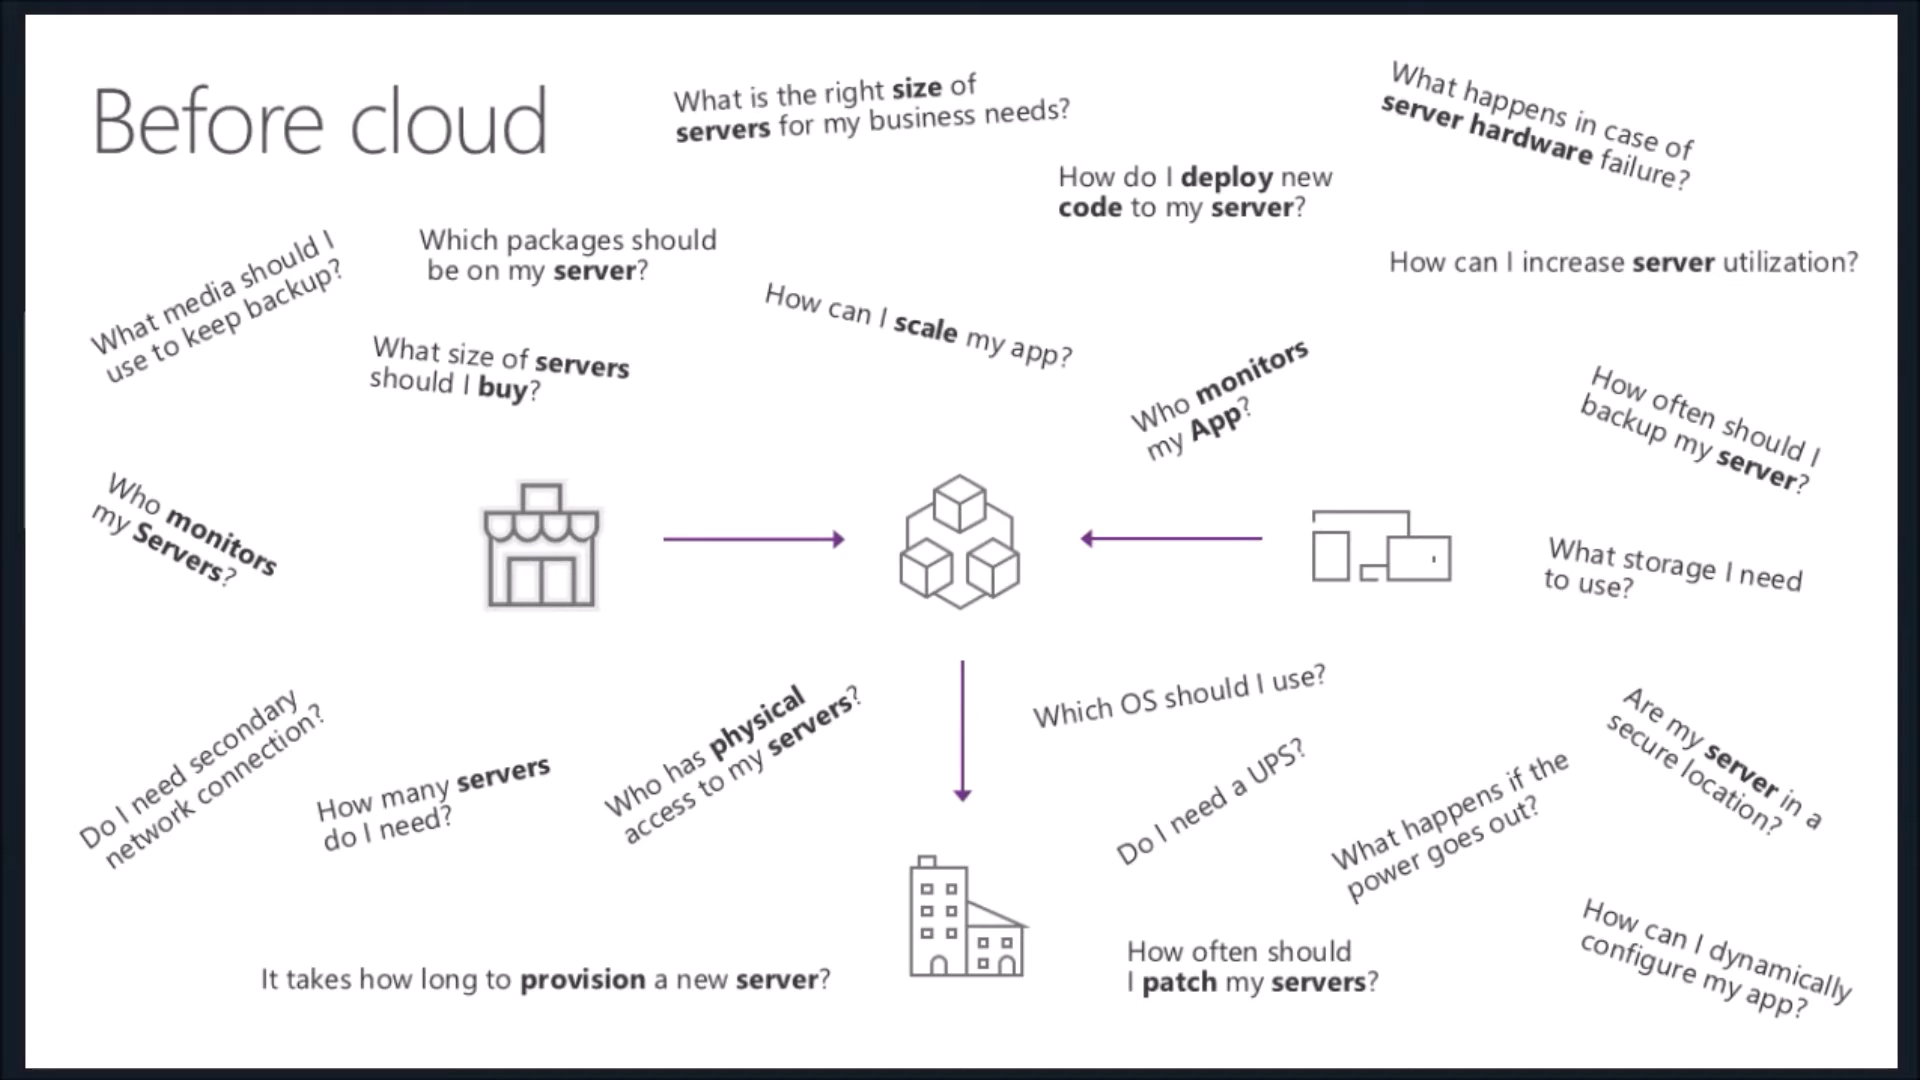 Before cloud
What is the right size of
servers for my business needs?
What happens in case of
server hardware failure?
How do I deploy new
code to my server?
What media should I
use to keep backup?
Which packages should
be on my server?
How can I increase server utilization?
How can I scale my app?
What size of servers
should I buy?
Who monitors
my App?
How often should I
backup my server?
Who monitors
my Servers?
What storage I need
to use?
Do I need secondary
network connection?
How many servers
do I need?
Who has physical
access to my servers?
Which OS should I use?
Do I need a UPS?
What happens if the
power goes out?
Are my server in a
secure location?
It takes how long to provision a new server?
How often should
I patch my servers?
How can I dynamically
configure my app?